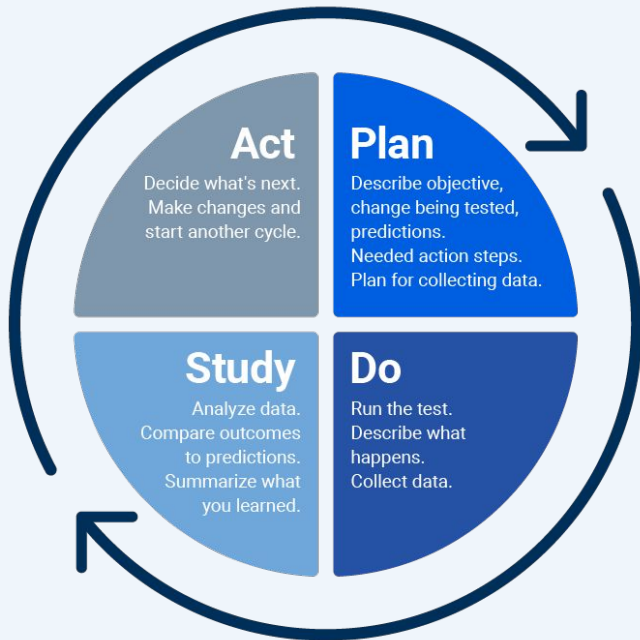 Act
Decide what's next.
Make changes and
start another cycle.
Plan
Describe objective,
change being tested,
predictions.
Needed action steps.
Plan for collecting data.
Study
Analyze data.
Compare outcomes
to predictions.
Summarize what
you learned.
Do
Run the test.
Describe what
happens.
Collect data.